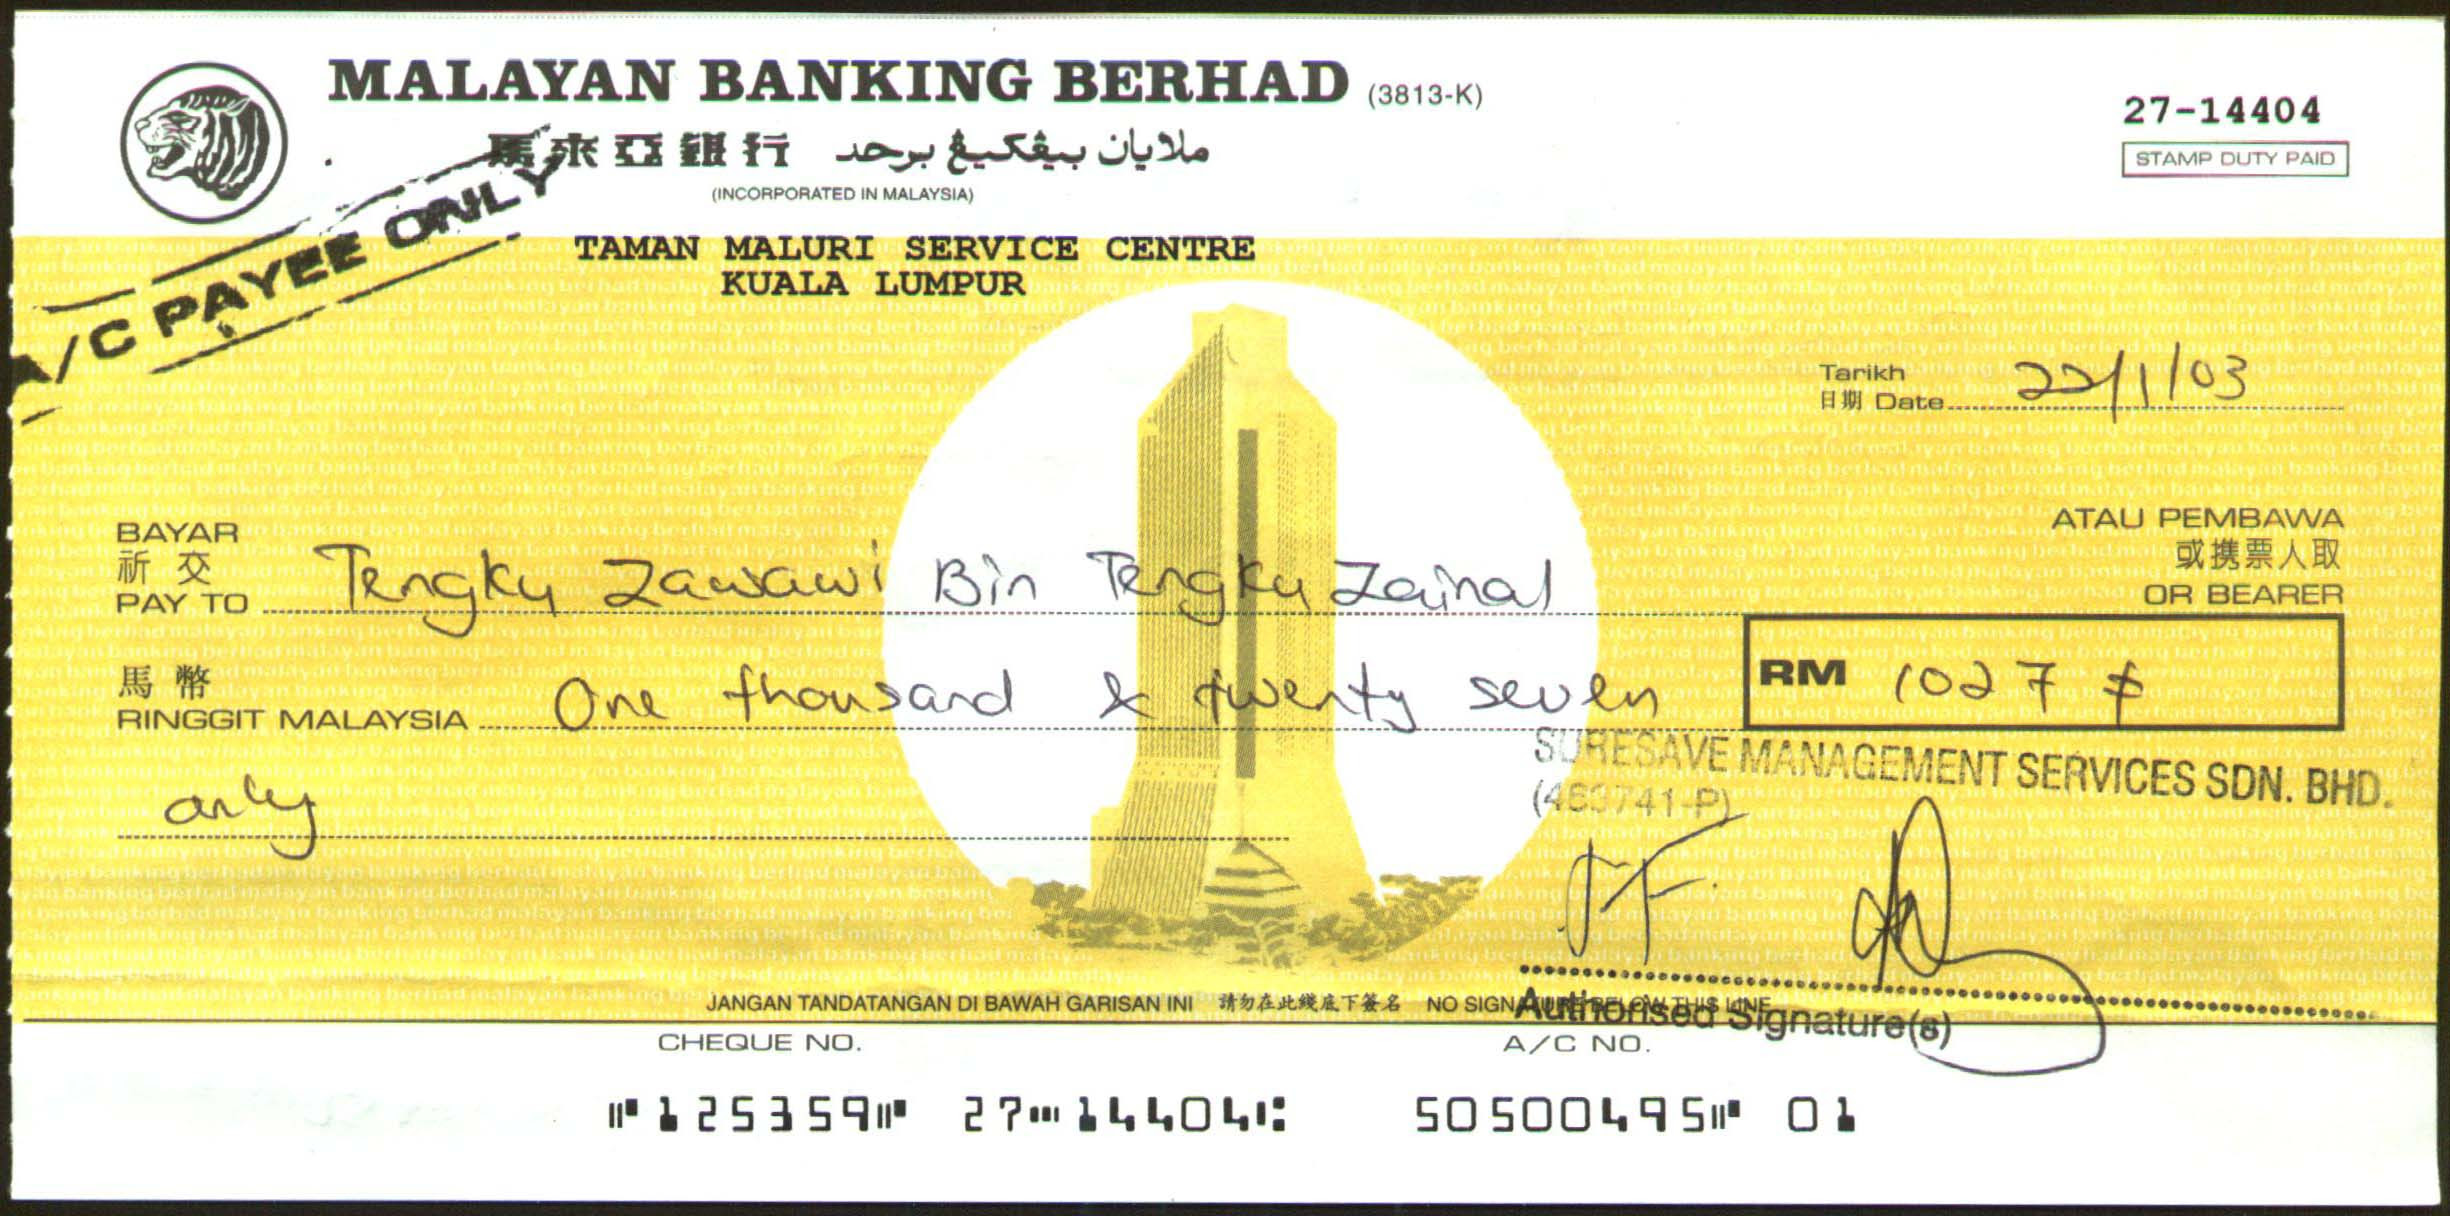 MALAYAN BANKING BERHAD (3813-K)
馬來亞銀行 ملايان بيڠكيڠ برحد
(INCORPORATED IN MALAYSIA)
27-14404
STAMP DUTY PAID
A/C PAYEE ONLY
TAMAN MALURI SERVICE CENTRE
KUALA LUMPUR
Tarikh
日期 Date 22/1/03
BAYAR
祈交
PAY TO Tengku Zawawi Bin Tengku Zainal
ATAU PEMBAWA
或携票人取
OR BEARER
馬幣
RINGGIT MALAYSIA One thousand & twenty seven
only
RM 1027
SURESAVE MANAGEMENT SERVICES SDN. BHD.
(463741-P)
Authorised Signature(s)
JANGAN TANDATANGAN DI BAWAH GARISAN INI 請勿在此綫底下簽名 NO SIGNATURE BELOW THIS LINE
CHEQUE NO. A/C NO.
⑈125359⑈ 27⑉14404⑆ 50500495⑈ 01